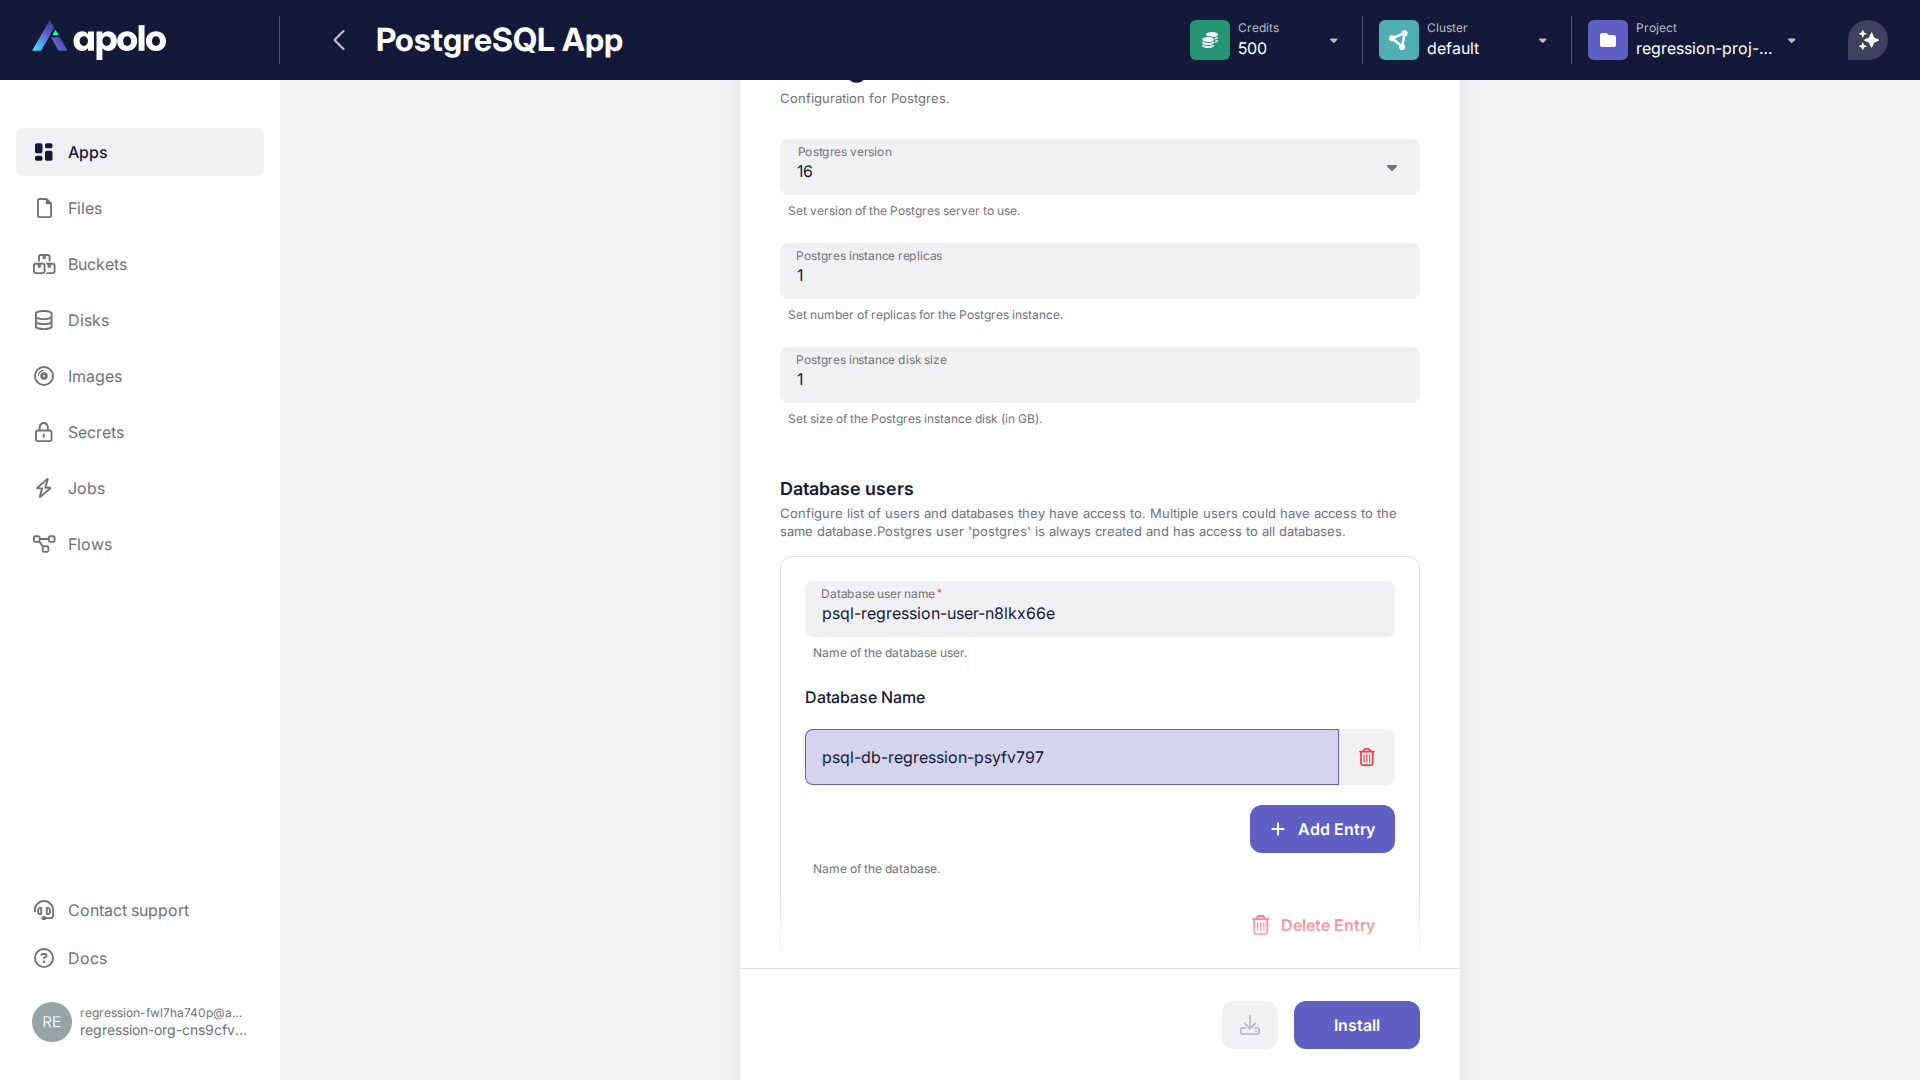 apolo
PostgreSQL App
Credits
500
Cluster
default
Project
regression-proj-...
Apps
Files
Buckets
Disks
Images
Secrets
Jobs
Flows
Contact support
Docs
RE
regression-fwl7ha740p@a...
regression-org-cns9cfv...
Configuration for Postgres.
Postgres version
16
Set version of the Postgres server to use.
Postgres instance replicas
1
Set number of replicas for the Postgres instance.
Postgres instance disk size
1
Set size of the Postgres instance disk (in GB).
Database users
Configure list of users and databases they have access to. Multiple users could have access to the
same database.Postgres user 'postgres' is always created and has access to all databases.
Database user name *
psql-regression-user-n8lkx66e
Name of the database user.
Database Name
psql-db-regression-psyfv797
Add Entry
Name of the database.
Delete Entry
Install